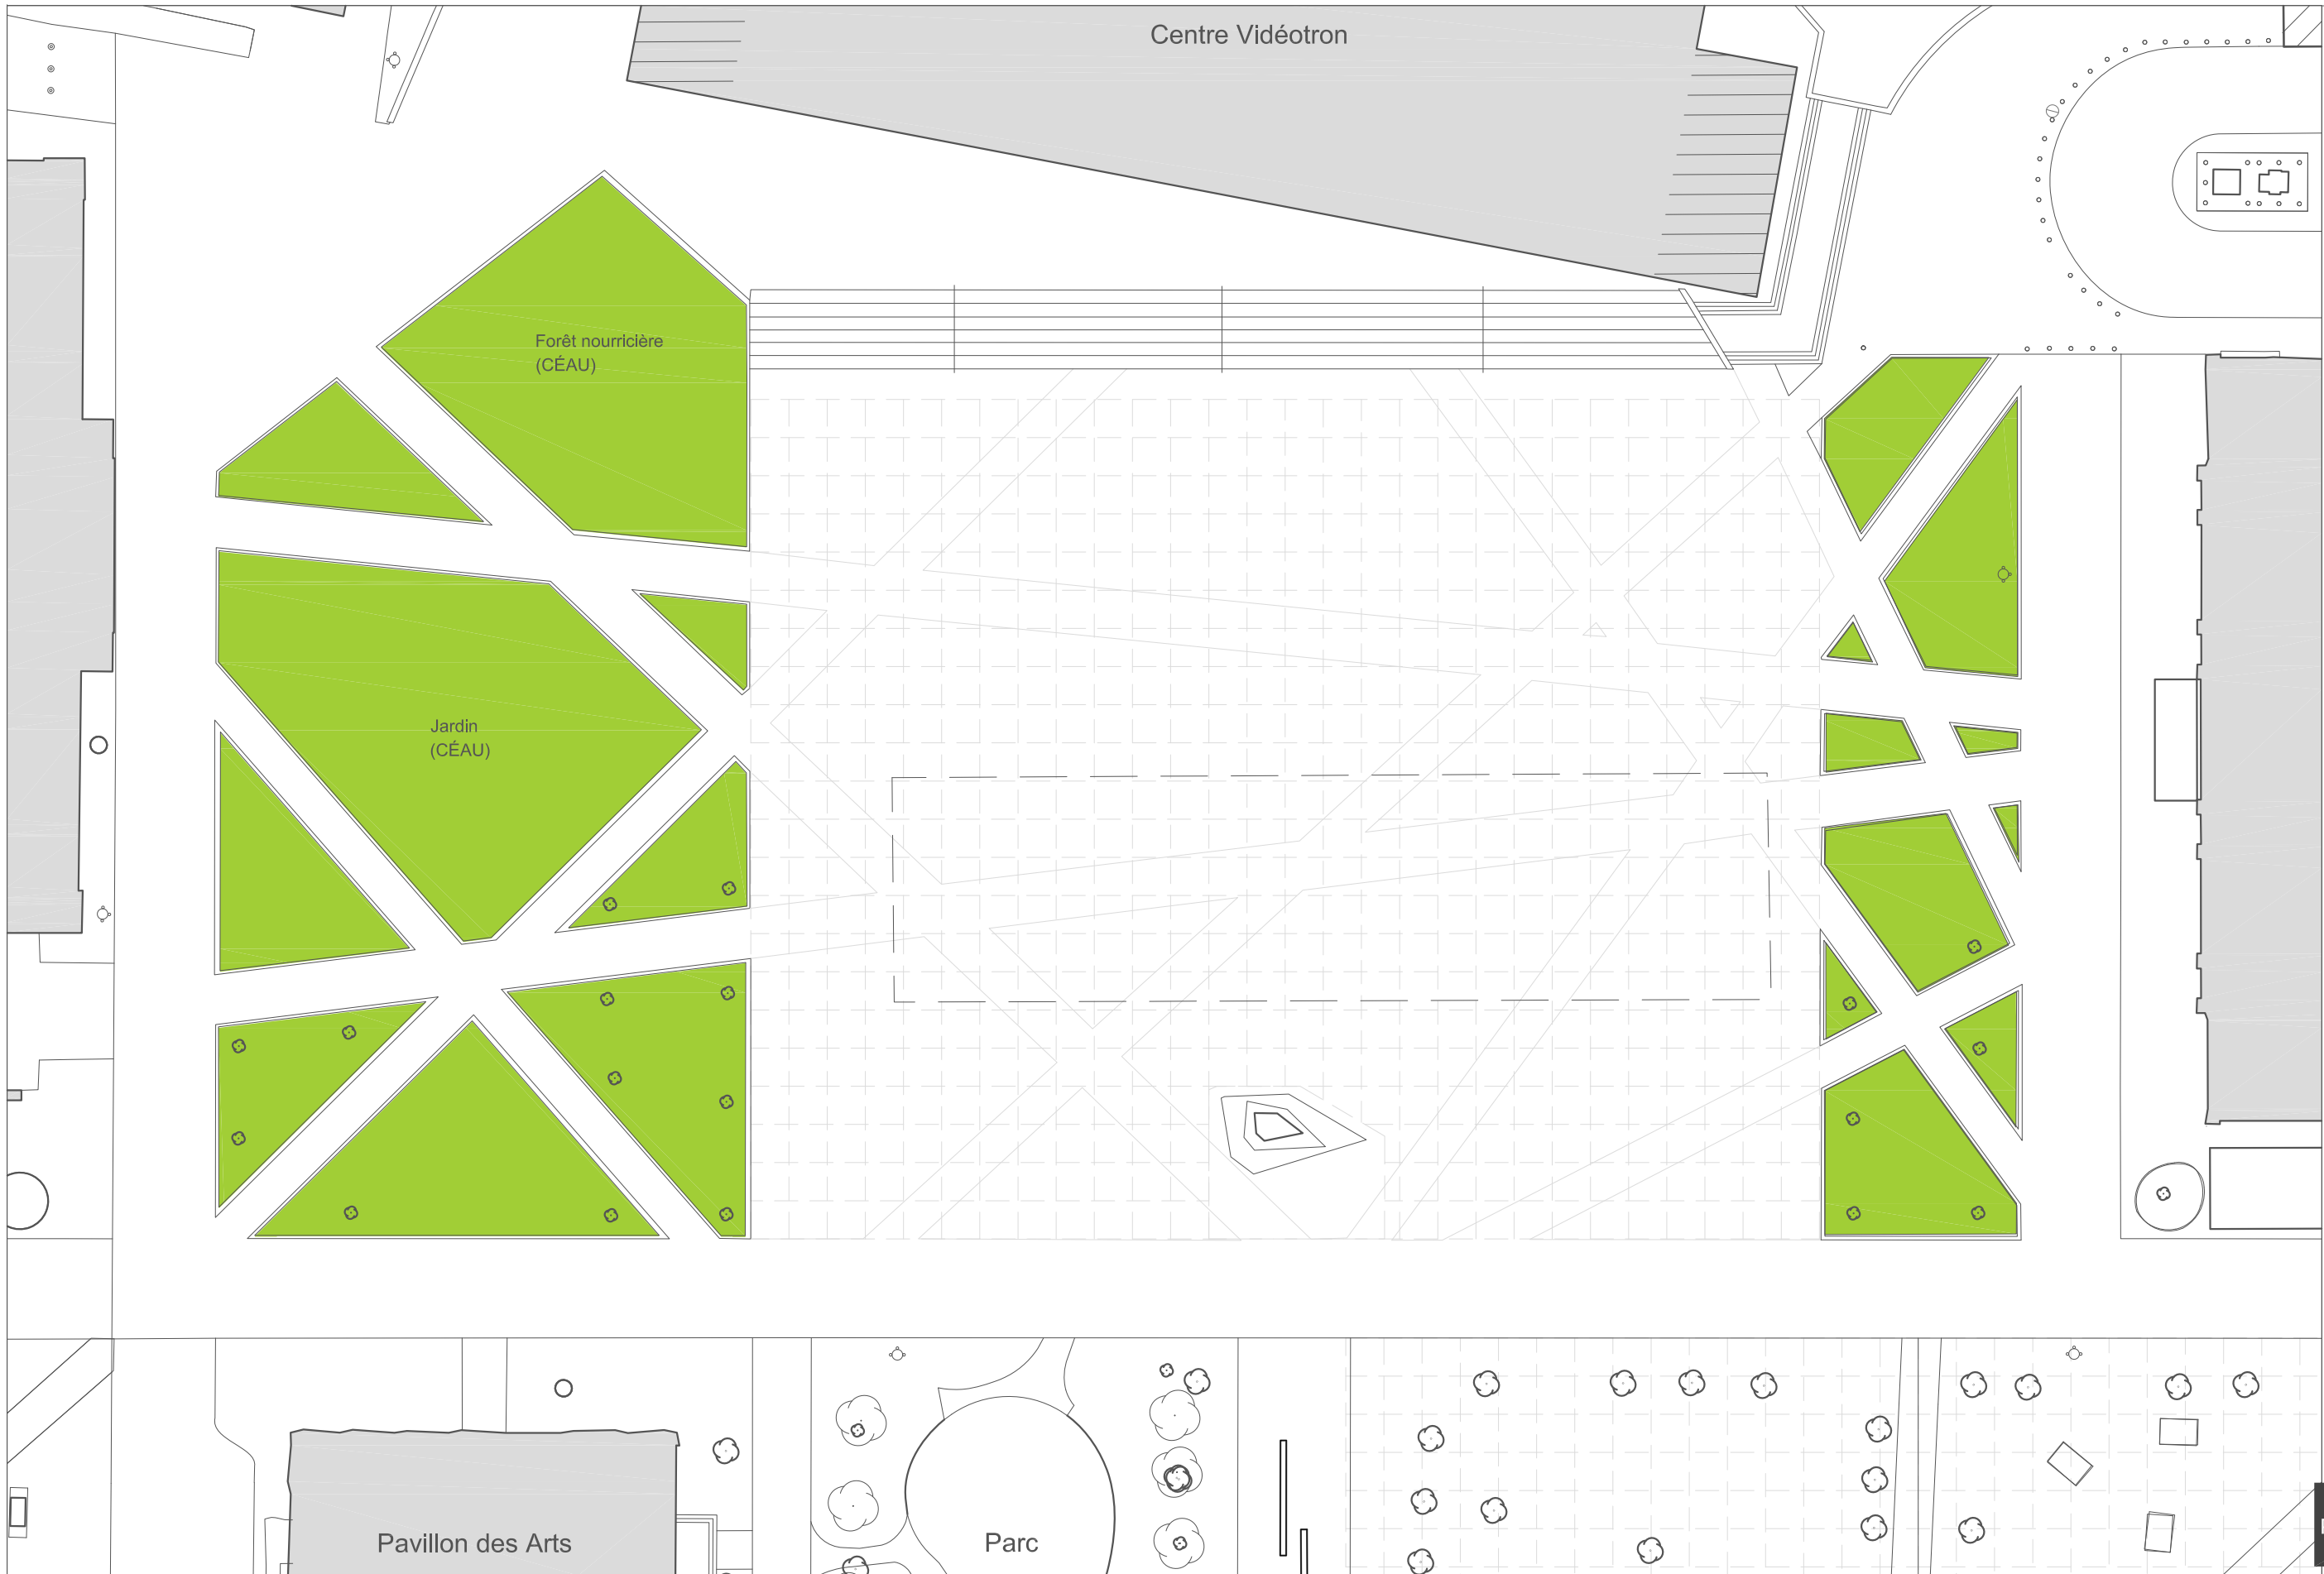 Centre Vidéotron
Forêt nourricière
(CÉAU)
Jardin
(CÉAU)
Pavillon des Arts
Parc